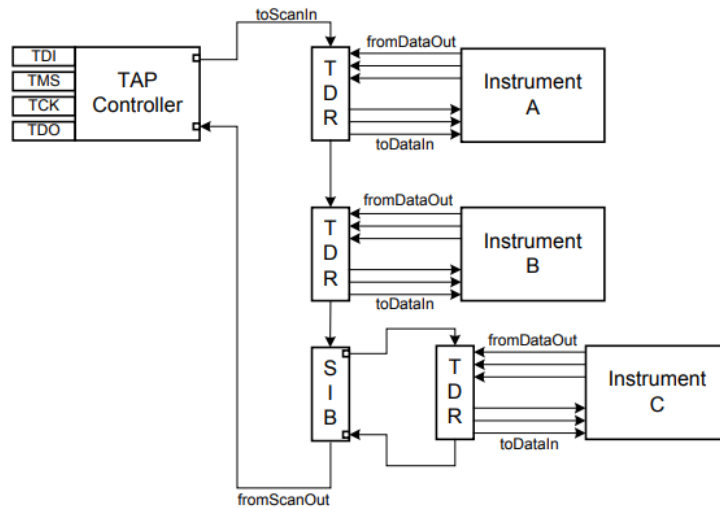 toScanIn
TDI
TMS
TCK
TDO
TAP
Controller
T
D
R
fromDataOut
toDataIn
Instrument
A
T
D
R
fromDataOut
toDataIn
Instrument
B
S
I
B
T
D
R
fromDataOut
toDataIn
Instrument
C
fromScanOut